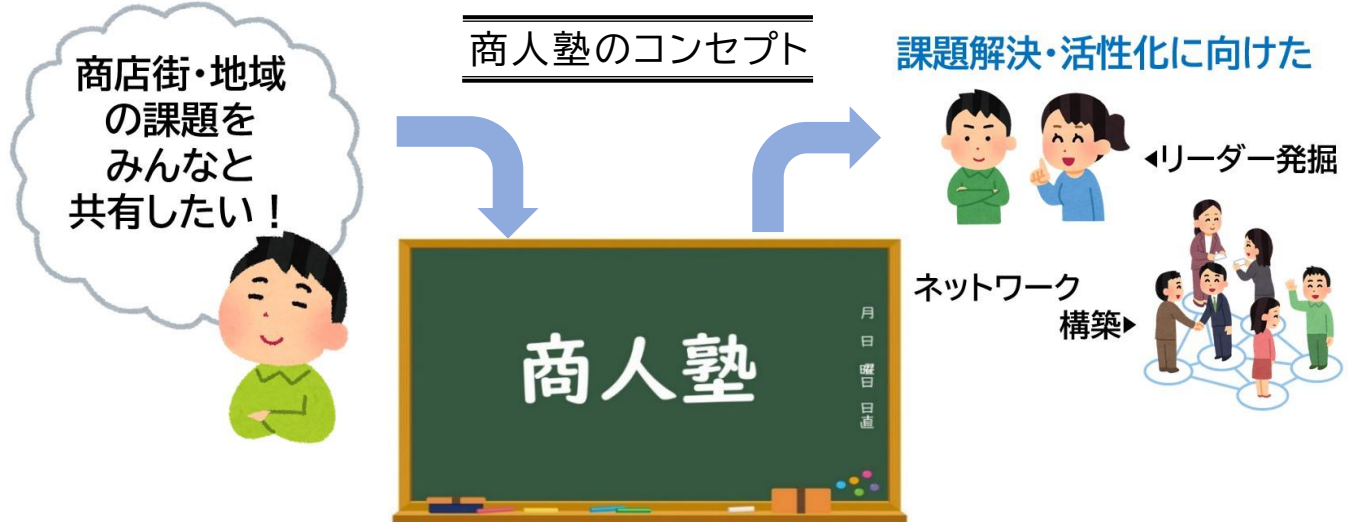 商人塾のコンセプト
商店街・地域
の課題を
みんなと
共有したい！
商人塾
月
日
曜日
日直
課題解決・活性化に向けた
◀リーダー発掘
ネットワーク
構築▶